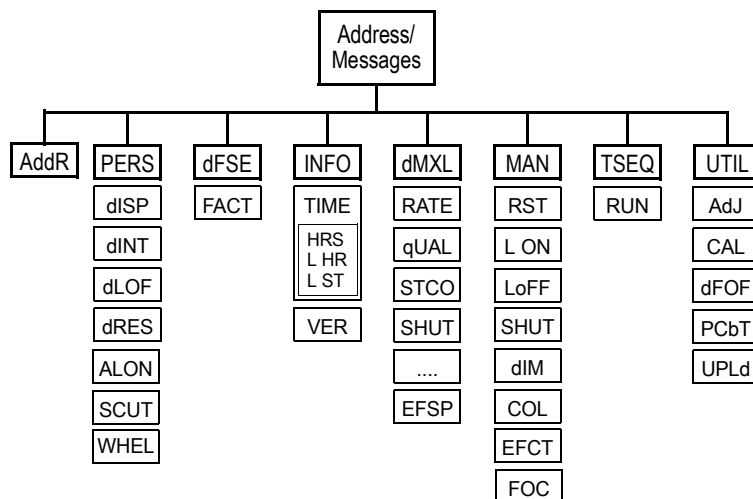 Address/
Messages
AddR
PERS
dISP
dINT
dLOF
dRES
ALON
SCUT
WHEL
dFSE
FACT
INFO
TIME
HRS
L HR
L ST
VER
dMXL
RATE
qUAL
STCO
SHUT
....
EFSP
MAN
RST
L ON
LoFF
SHUT
dIM
COL
EFCT
FOC
TSEQ
RUN
UTIL
AdJ
CAL
dFOF
PCbT
UPLd